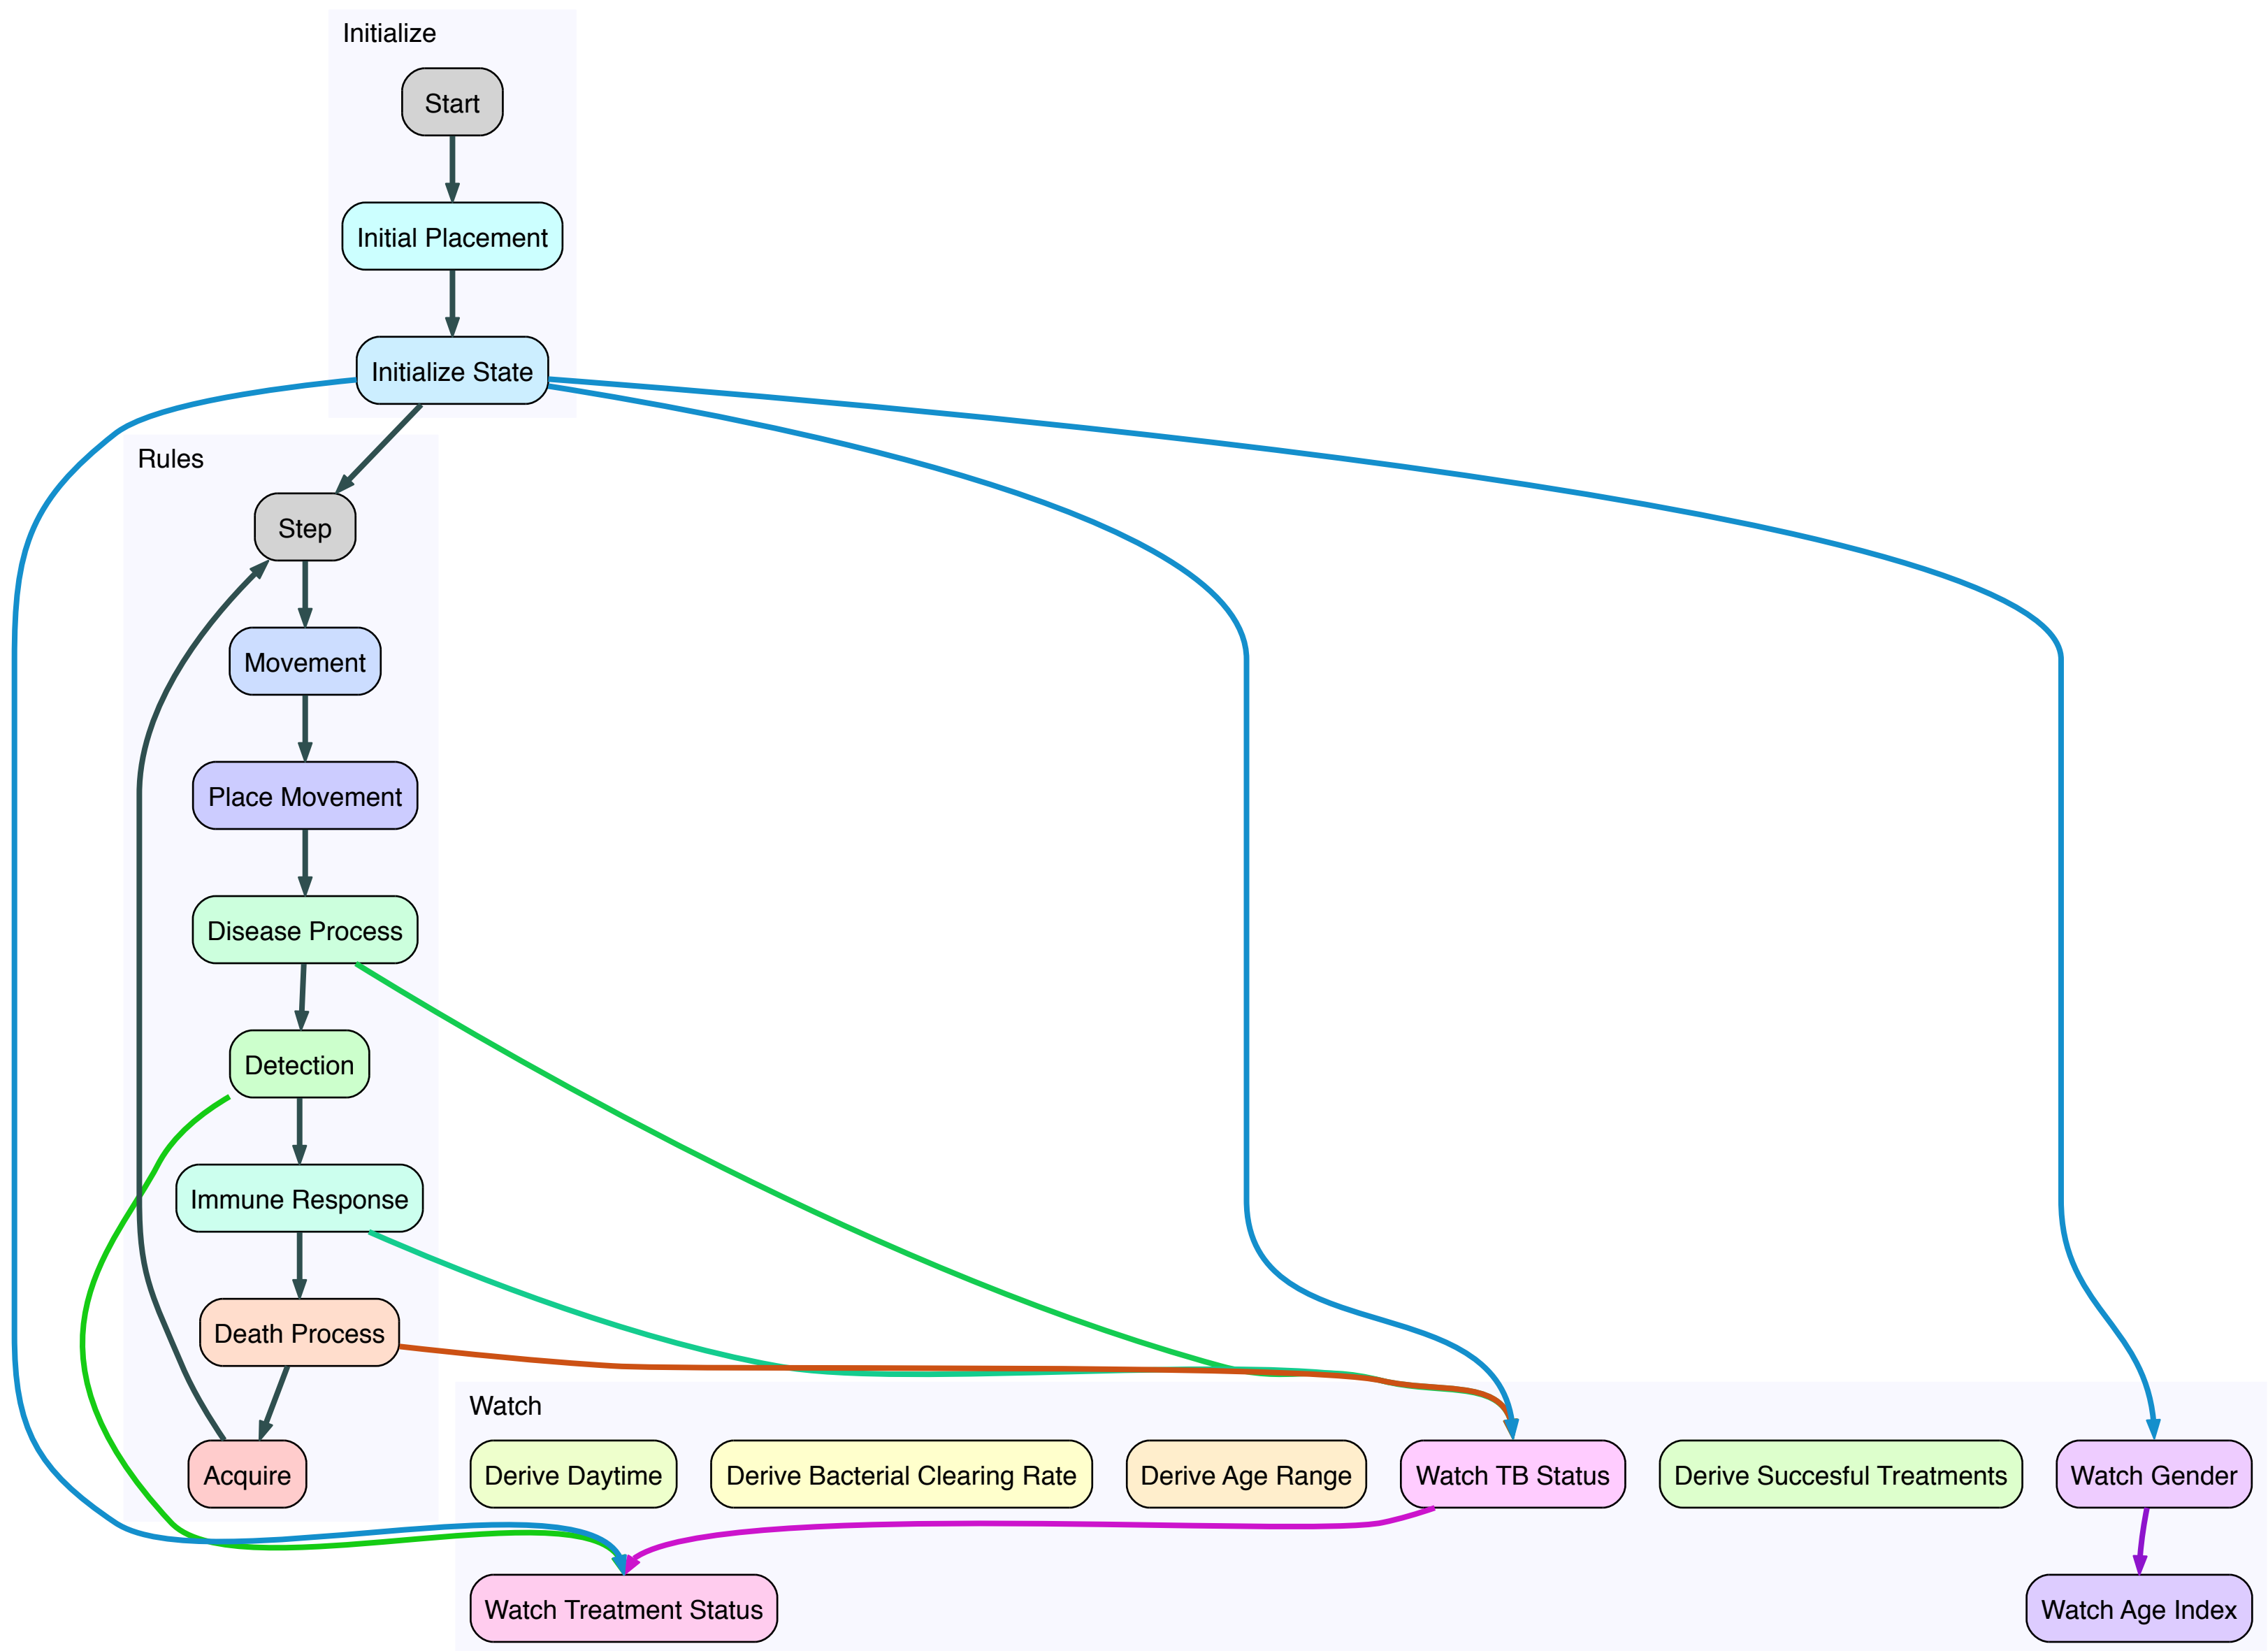 Initialize
Start
Initial Placement
Initialize State
Rules
Step
Movement
Place Movement
Disease Process
Detection
Immune Response
Death Process
Acquire
Watch
Derive Daytime
Derive Bacterial Clearing Rate
Derive Age Range
Watch TB Status
Derive Succesful Treatments
Watch Gender
Watch Treatment Status
Watch Age Index